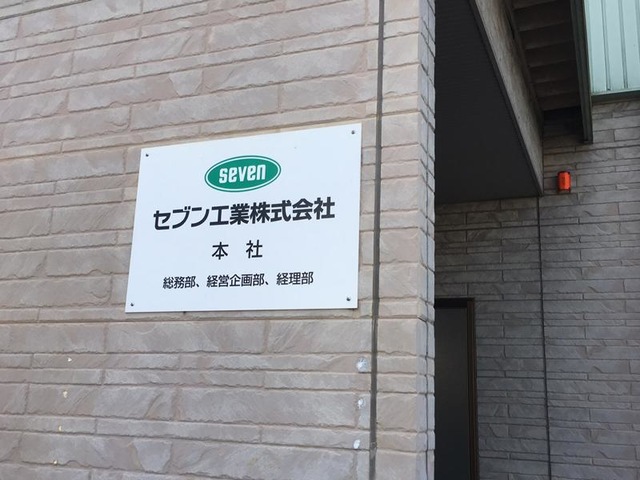 seven
セブン工業株式会社
本社
総務部、経営企画部、経理部